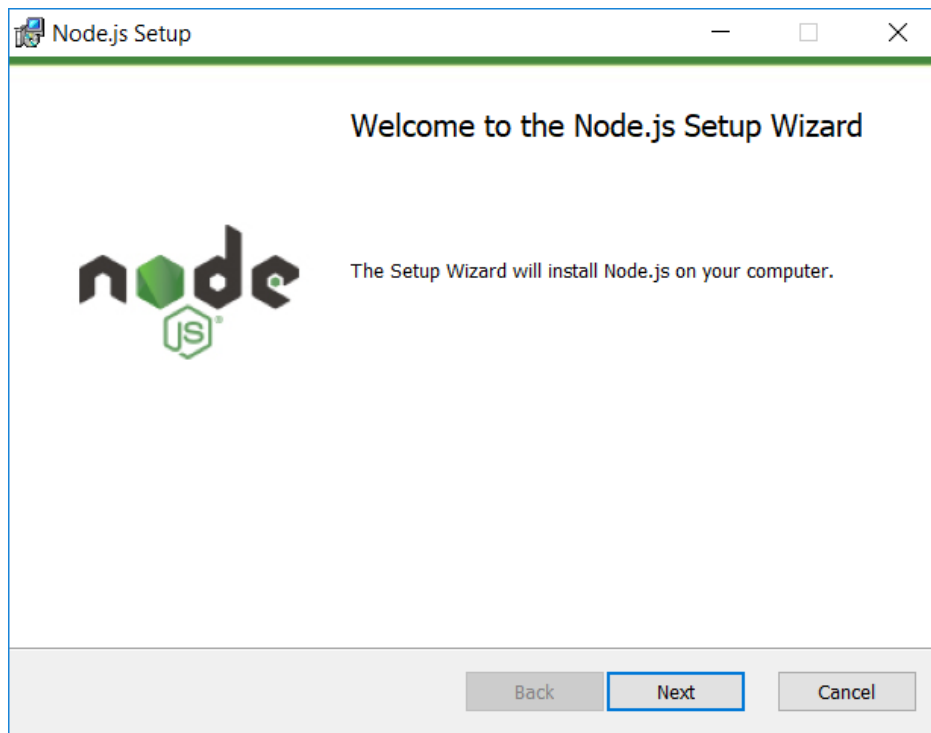 Node.js Setup
Welcome to the Node.js Setup Wizard
node
JS®
The Setup Wizard will install Node.js on your computer.
Back
Next
Cancel